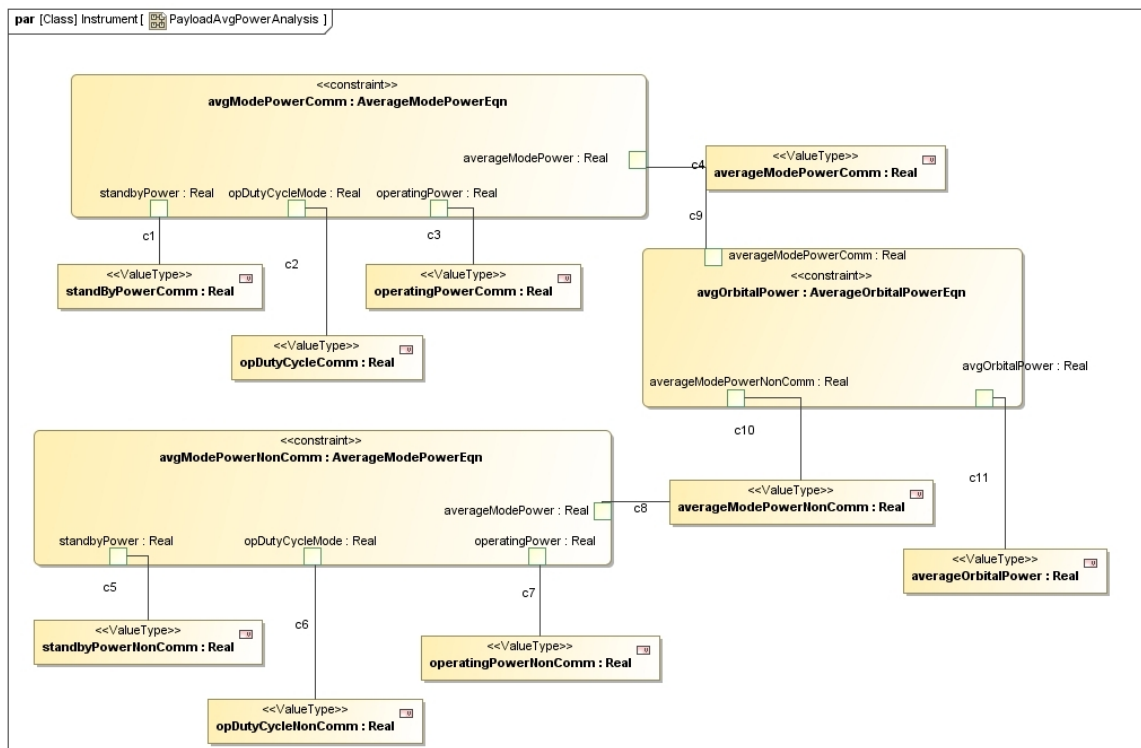 par [Class] Instrument [ PayloadAvgPowerAnalysis ]
<<constraint>>
avgModePowerComm : AverageModePowerEqn
averageModePower : Real
c4
<<ValueType>>
averageModePowerComm : Real
standbyPower : Real
opDutyCycleMode : Real
operatingPower : Real
c1
c2
c3
c9
<<ValueType>>
standByPowerComm : Real
<<ValueType>>
operatingPowerComm : Real
<<ValueType>>
opDutyCycleComm : Real
averageModePowerComm : Real
<<constraint>>
avgOrbitalPower : AverageOrbitalPowerEqn
avgOrbitalPower : Real
averageModePowerNonComm : Real
c10
c11
<<constraint>>
avgModePowerNonComm : AverageModePowerEqn
averageModePower : Real
c8
<<ValueType>>
averageModePowerNonComm : Real
standbyPower : Real
opDutyCycleMode : Real
operatingPower : Real
<<ValueType>>
averageOrbitalPower : Real
c5
c6
c7
<<ValueType>>
standbyPowerNonComm : Real
<<ValueType>>
operatingPowerNonComm : Real
<<ValueType>>
opDutyCycleNonComm : Real